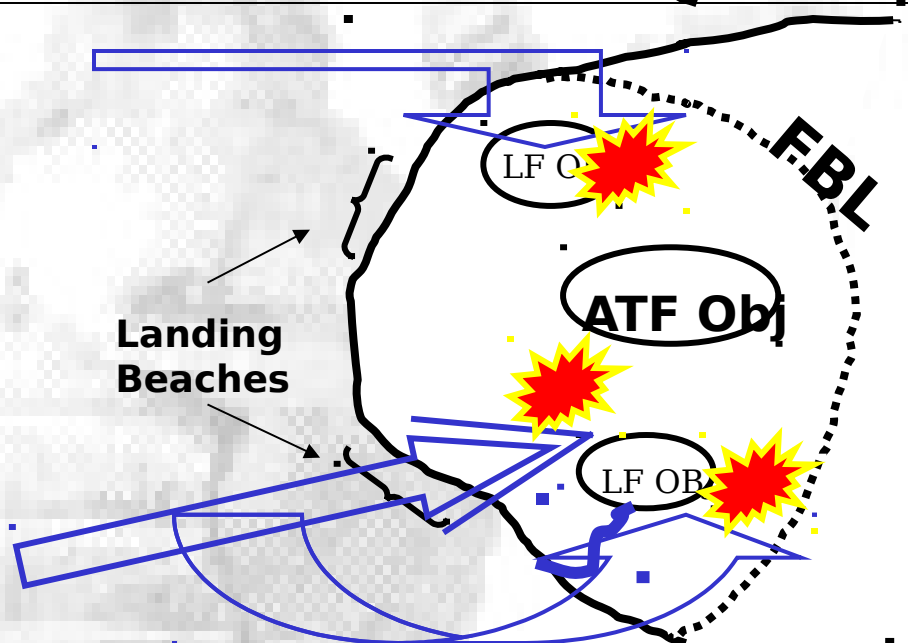 FBL
LF O
ATF Obj
Landing
Beaches
LF OB